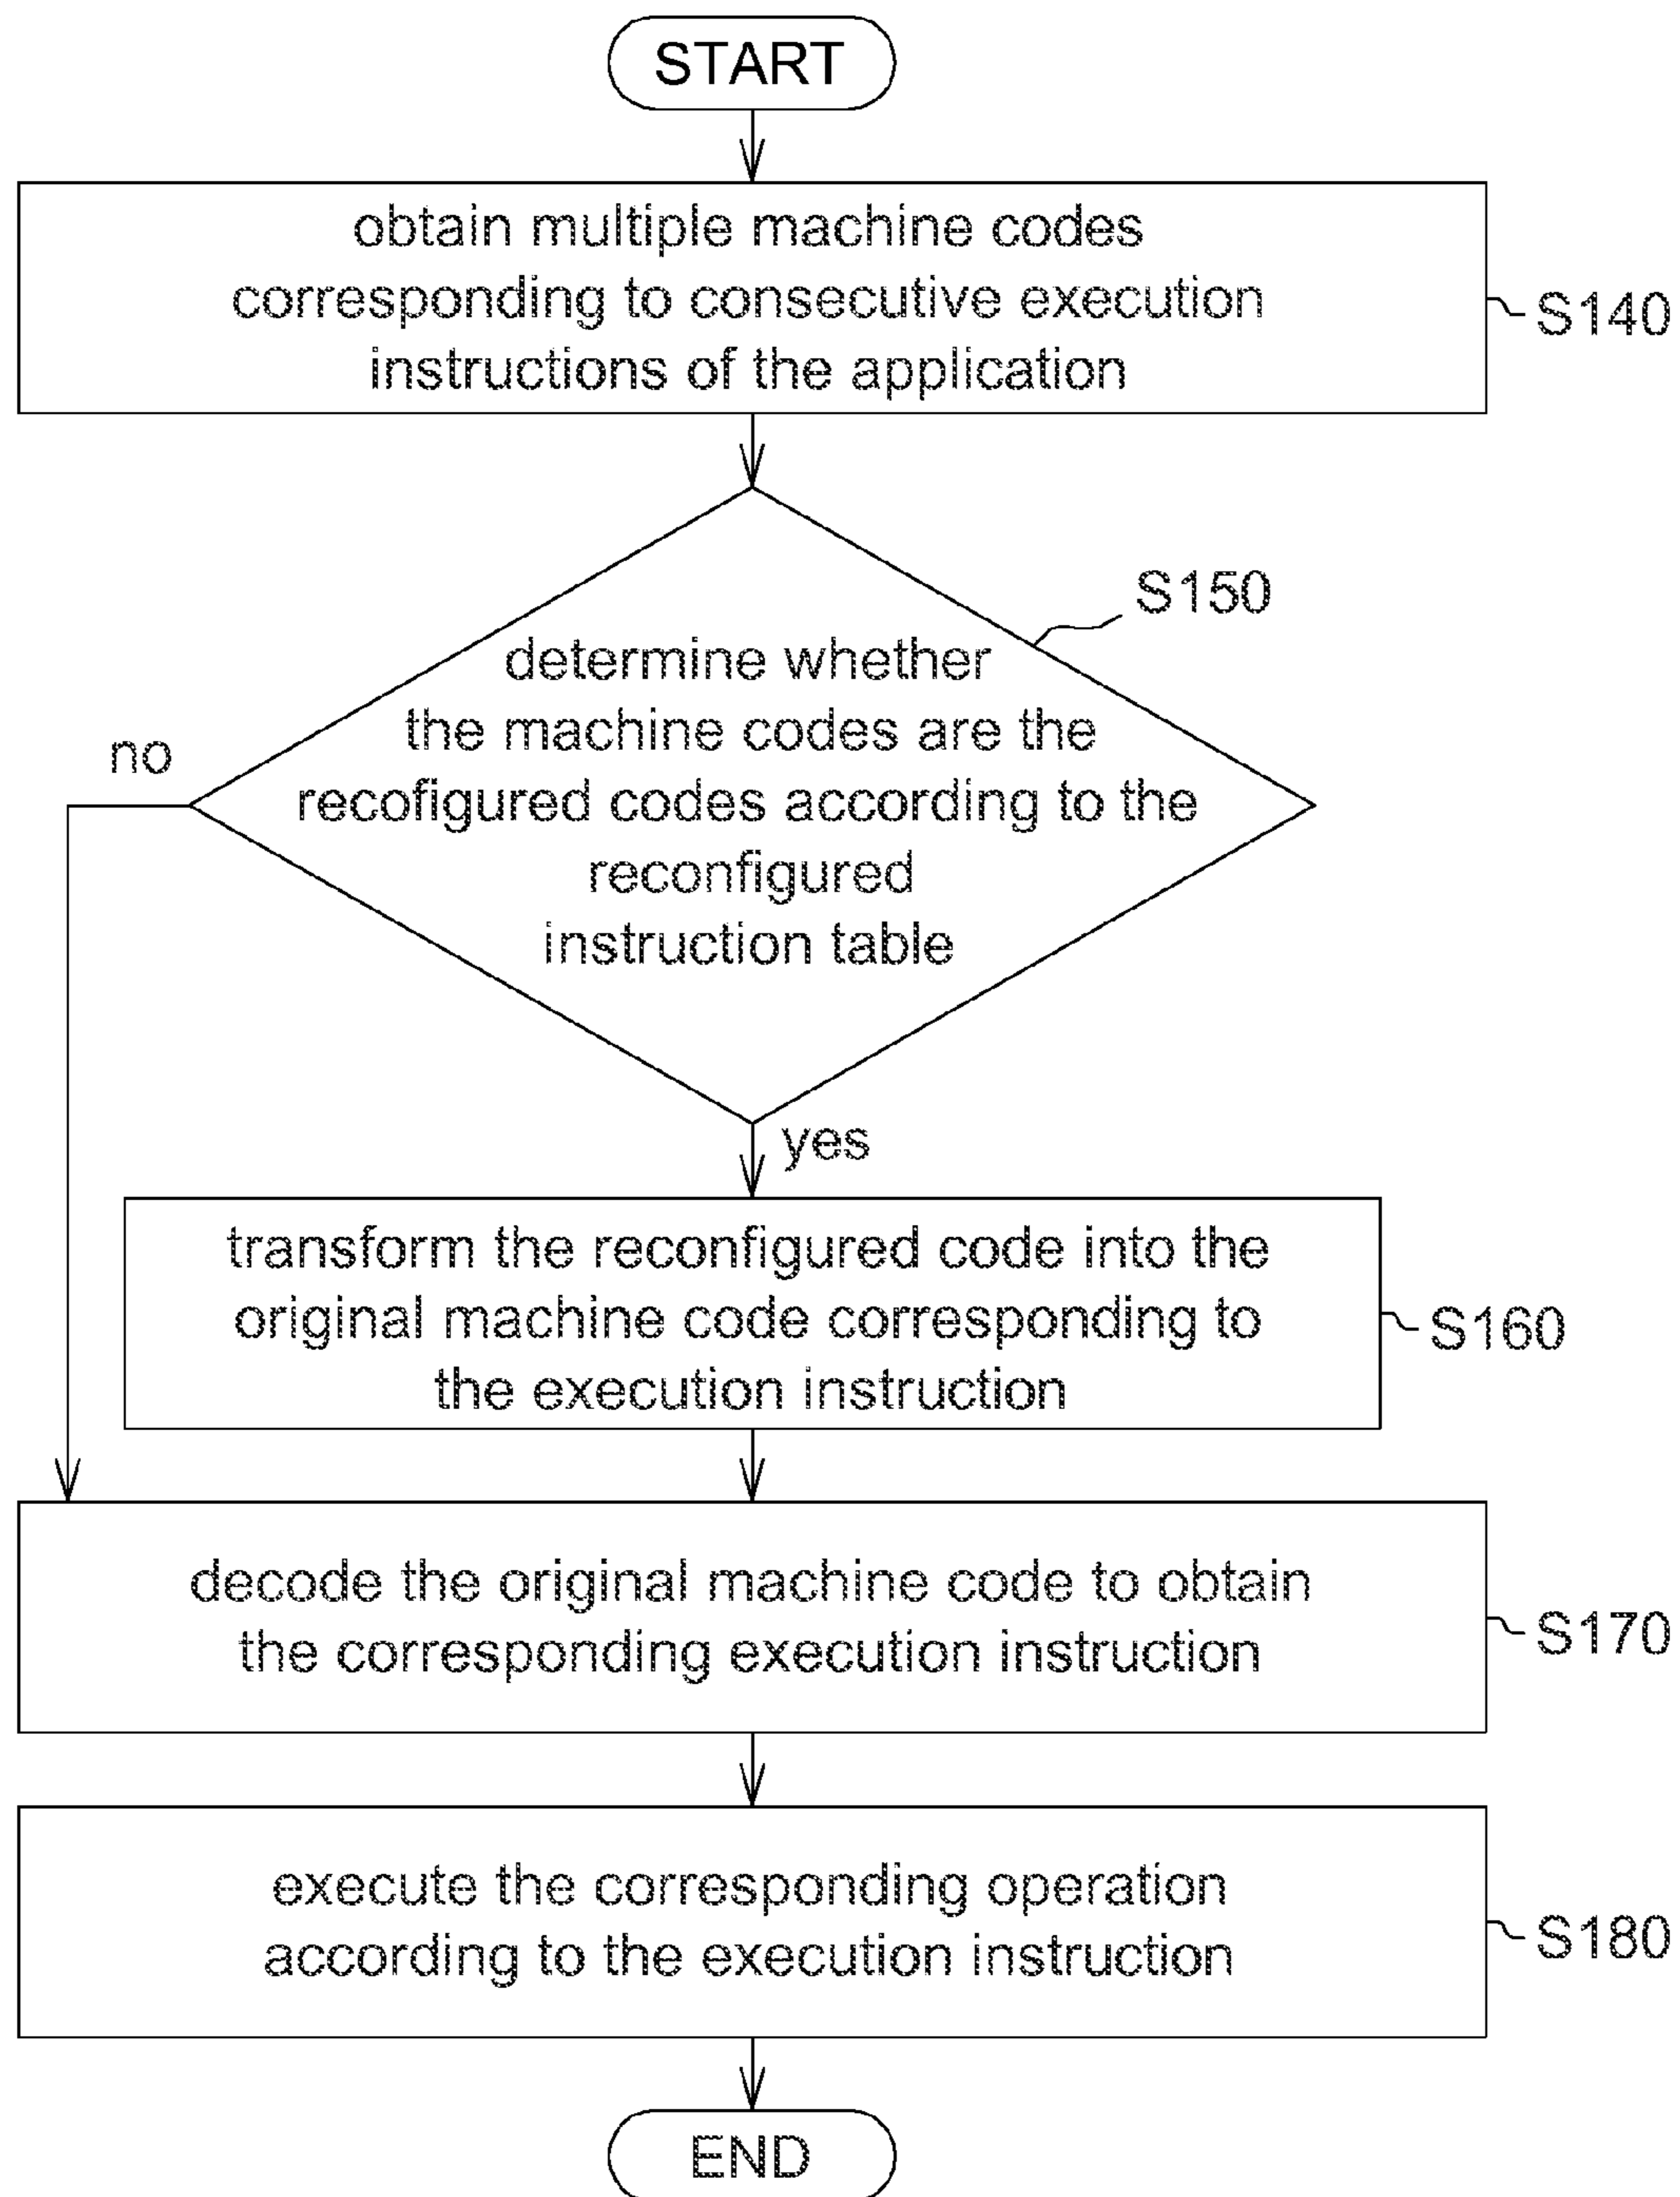 START
obtain multiple machine codes
corresponding to consecutive execution
instructions of the application
S140
S150
determine whether
the machine codes are the
recofigured codes according to the
reconfigured
instruction table
no
yes
transform the reconfigured code into the
original machine code corresponding to
the execution instruction
S160
decode the original machine code to obtain
the corresponding execution instruction
S170
execute the corresponding operation
according to the execution instruction
S180
END